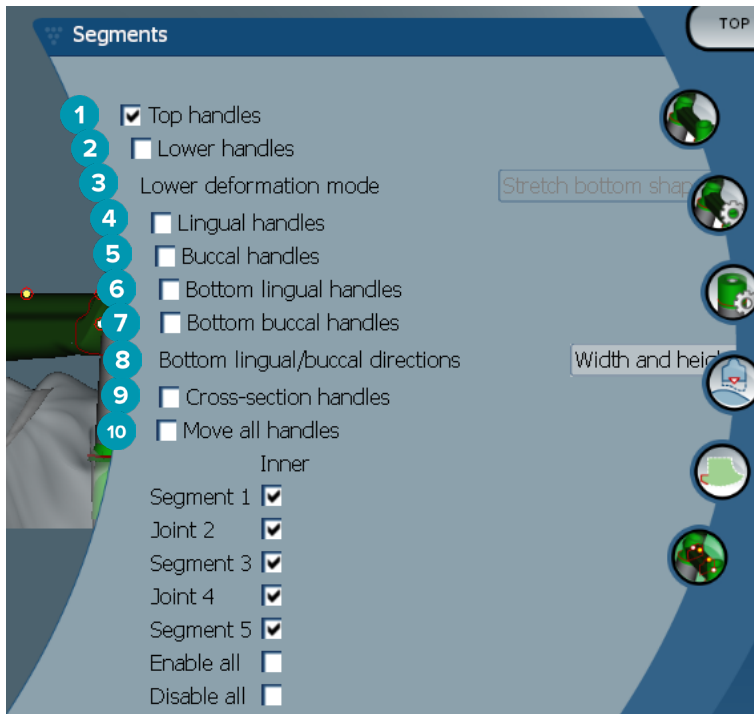 TOP
Segments
1 Top handles
2 Lower handles
3 Lower deformation mode Stretch bottom
4 Lingual handles
5 Buccal handles
6 Bottom lingual handles
7 Bottom buccal handles
8 Bottom lingual/buccal directions Width and
9 Cross-section handles
10 Move all handles
Inner
Segment 1
Joint 2
Segment 3
Joint 4
Segment 5
Enable all
Disable all